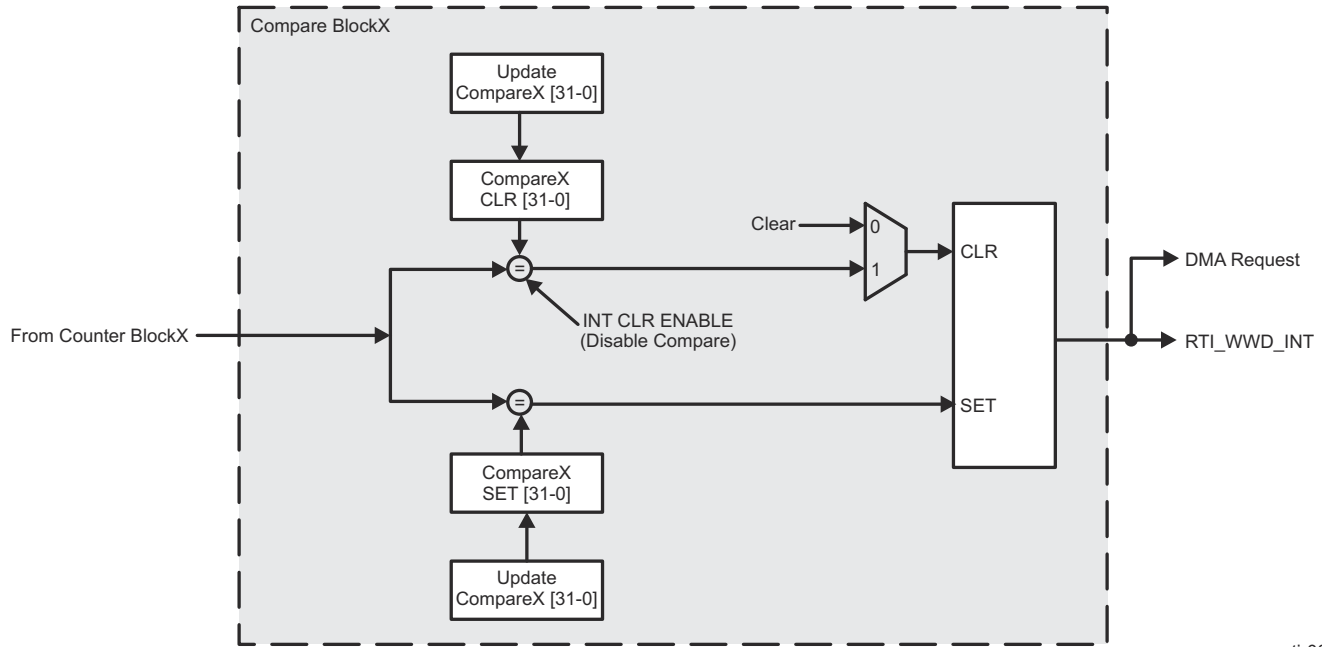 Compare BlockX
Update
CompareX [31-0]
CompareX
CLR [31-0]
Clear
0
1
CLR
=
INT CLR ENABLE
(Disable Compare)
DMA Request
From Counter BlockX
RTI_WWD_INT
=
SET
CompareX
SET [31-0]
Update
CompareX [31-0]